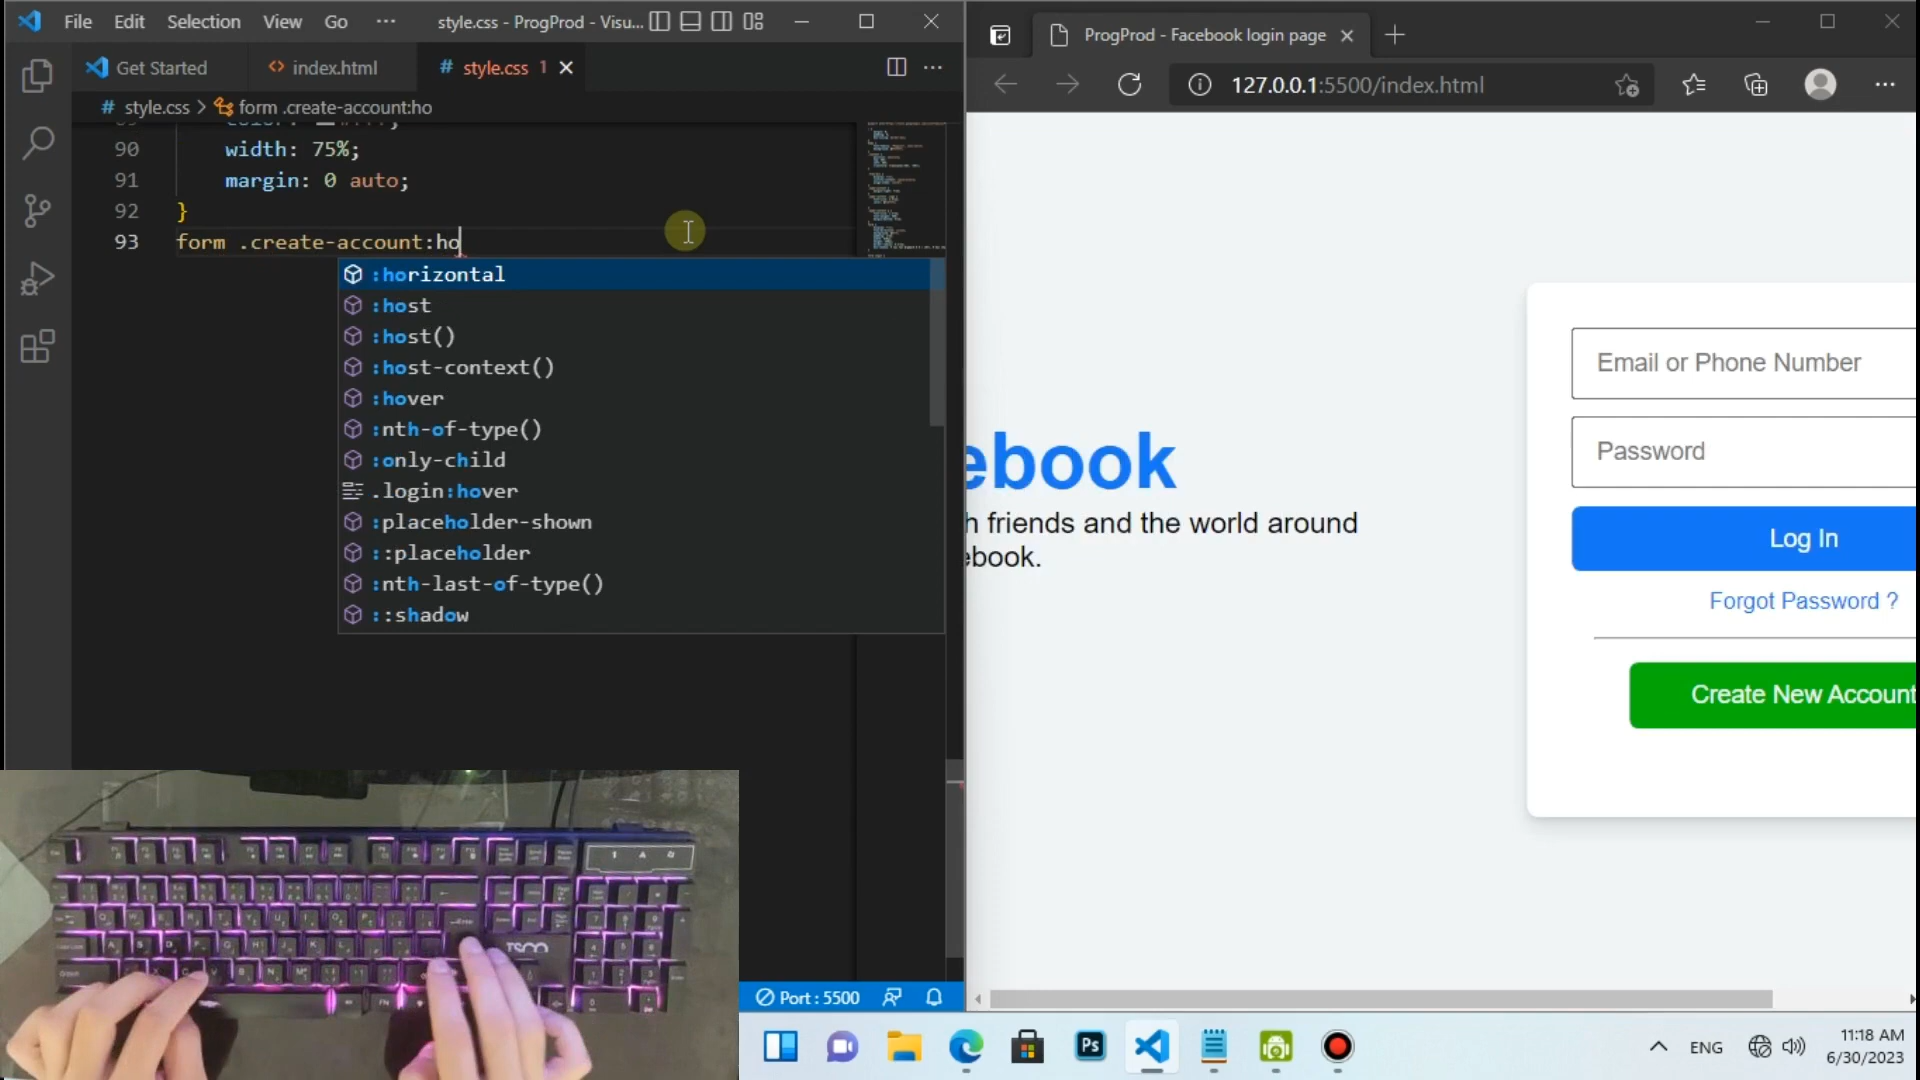 File Edit Selection View Go ··· style.css - ProgProd - Visu...
Get Started index.html # style.css 1
# style.css > form .create-account:ho
90 width: 75%;
91 margin: 0 auto;
92 }
93 form .create-account:ho
:horizontal
:host
:host()
:host-context()
:hover
:nth-of-type()
:only-child
.login:hover
:placeholder-shown
::placeholder
:nth-last-of-type()
::shadow
Port : 5500
ProgProd - Facebook login page
127.0.0.1:5500/index.html
ebook
friends and the world around
ebook.
Email or Phone Number
Password
Log In
Forgot Password ?
Create New Account
TSCO
Ps
ENG
11:18 AM
6/30/2023